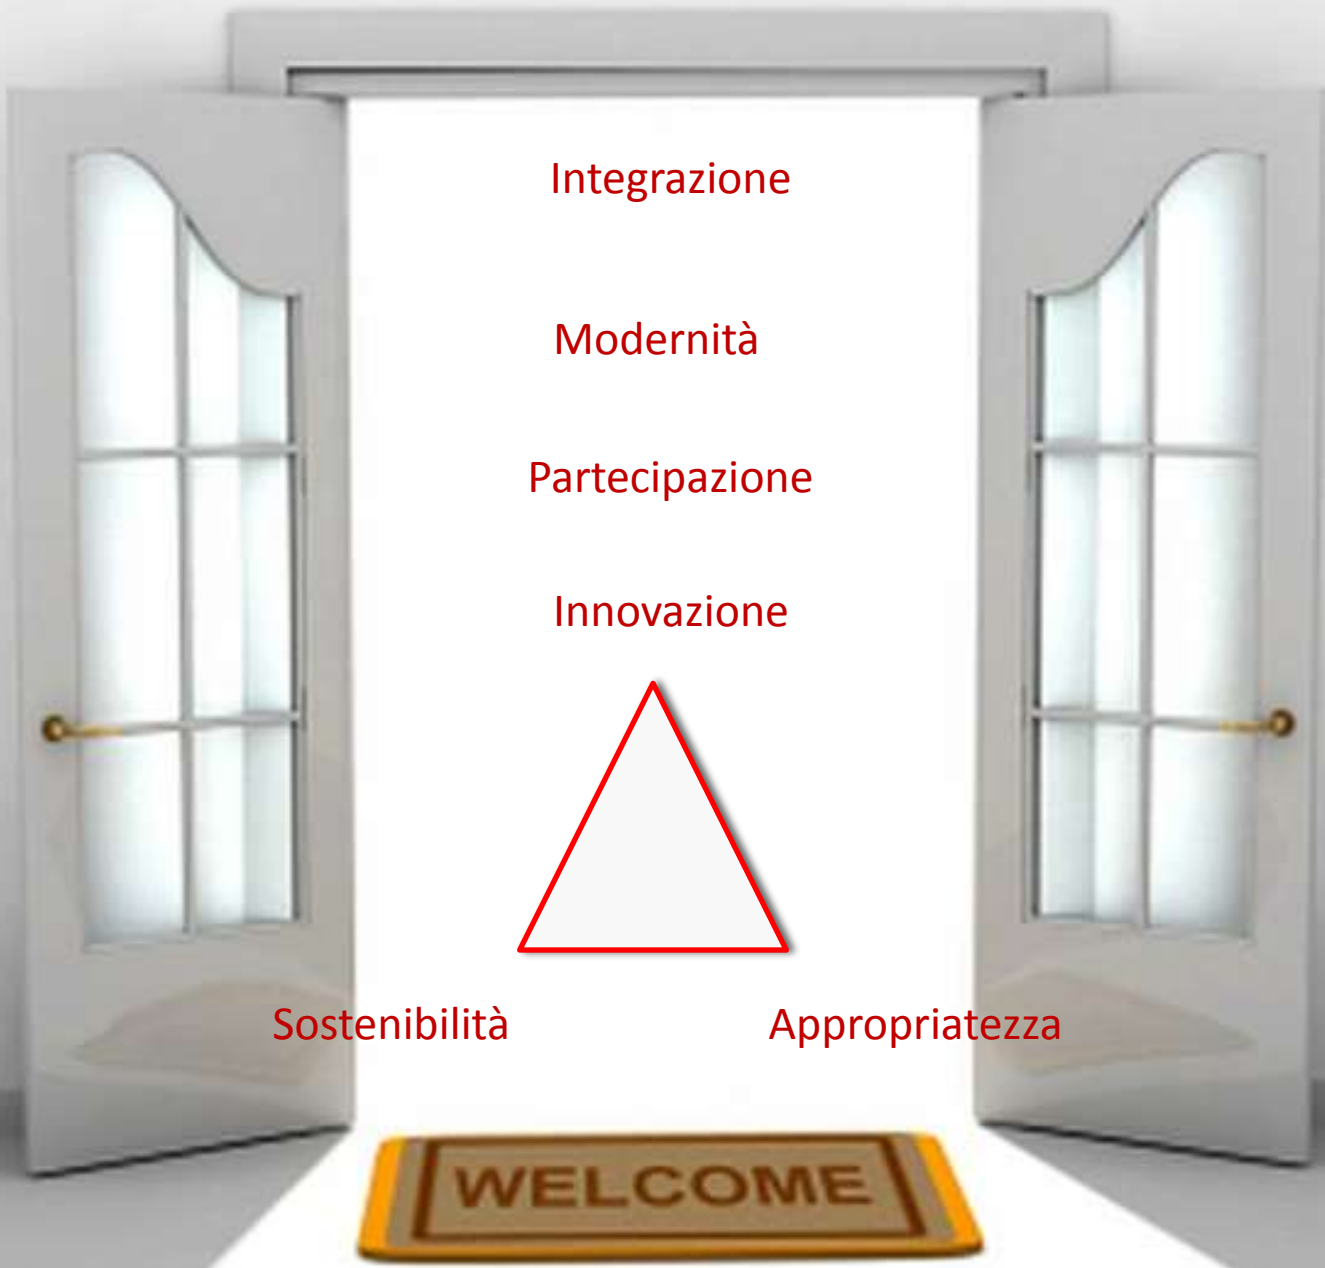 Integrazione
Modernità
Partecipazione
Innovazione
Sostenibilità Appropriatezza
WELCOME